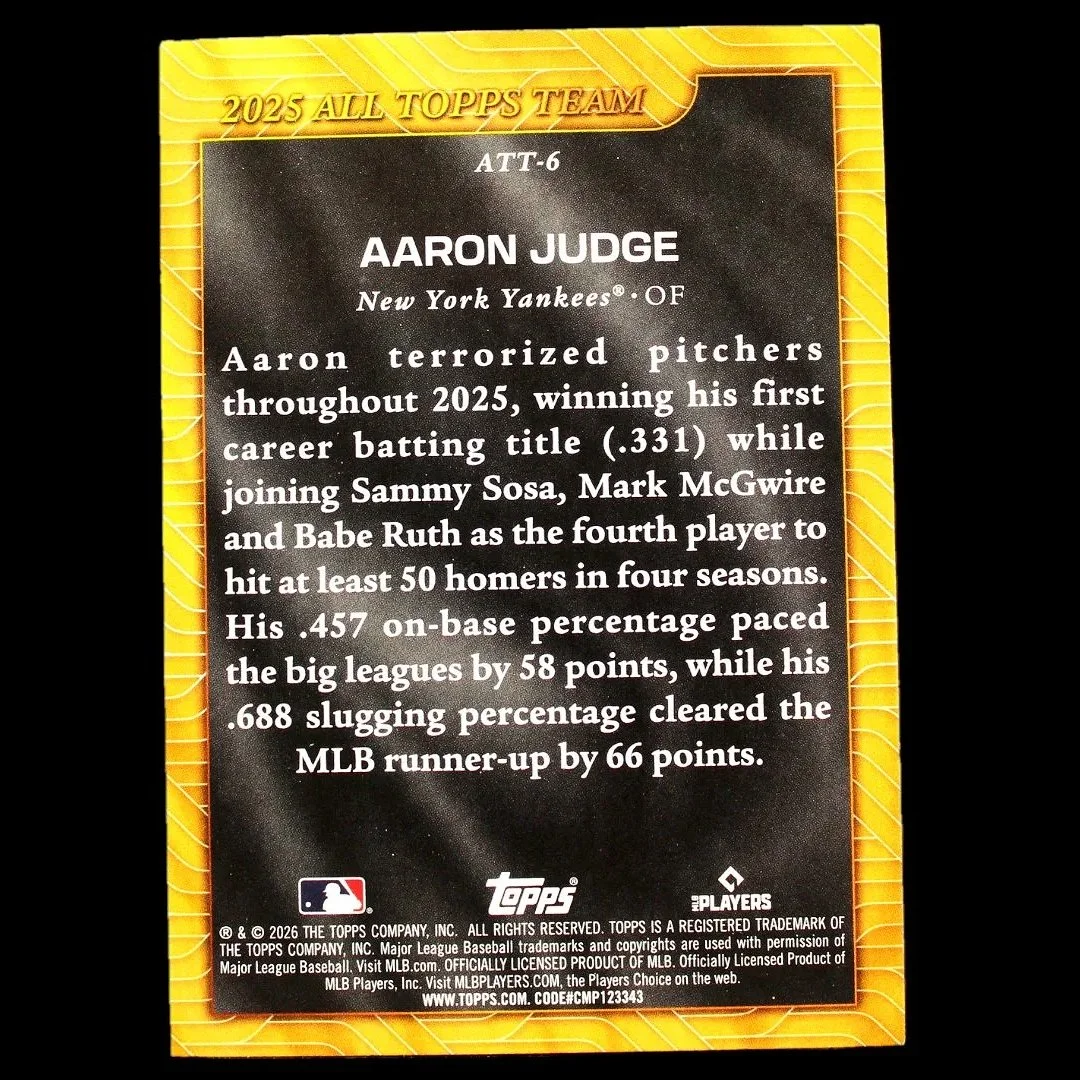 2025 ALL TOPPS TEAM
ATT-6
AARON JUDGE
New York Yankees® · OF
Aaron terrorized pitchers
throughout 2025, winning his first
career batting title (.331) while
joining Sammy Sosa, Mark McGwire
and Babe Ruth as the fourth player to
hit at least 50 homers in four seasons.
His .457 on-base percentage paced
the big leagues by 58 points, while his
.688 slugging percentage cleared the
MLB runner-up by 66 points.
topps® MLB PLAYERS
® & © 2026 THE TOPPS COMPANY, INC. ALL RIGHTS RESERVED. TOPPS IS A REGISTERED TRADEMARK OF
THE TOPPS COMPANY, INC. Major League Baseball trademarks and copyrights are used with permission of
Major League Baseball. Visit MLB.com. OFFICIALLY LICENSED PRODUCT OF MLB. Officially Licensed Product of
MLB Players, Inc. Visit MLBPLAYERS.COM, the Players Choice on the web.
WWW.TOPPS.COM. CODE#CMP123343